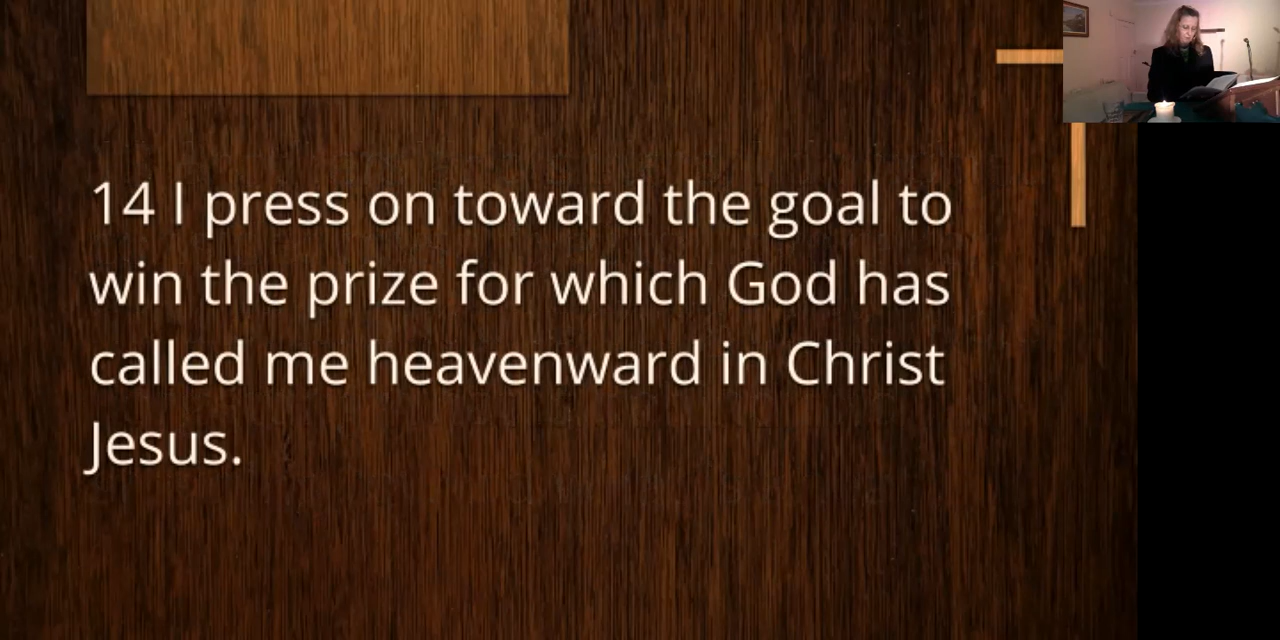 14 I press on toward the goal to
win the prize for which God has
called me heavenward in Christ
Jesus.